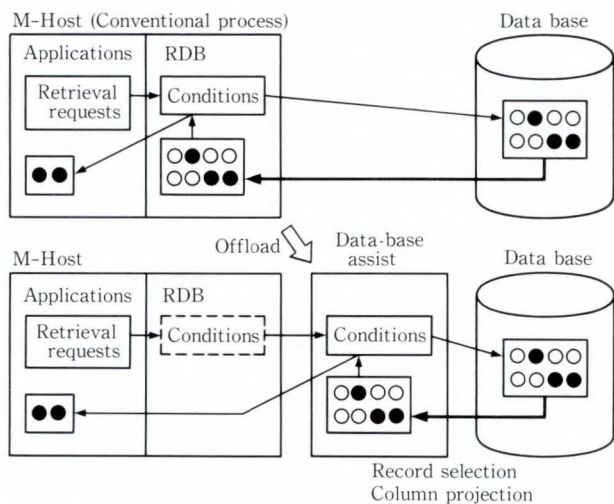 M-Host (Conventional process)
Data base
Applications
RDB
Retrieval
requests
Conditions
Offload
Data-base
assist
Data base
M-Host
Applications
RDB
Retrieval
requests
Conditions
Conditions
Record selection
Column projection